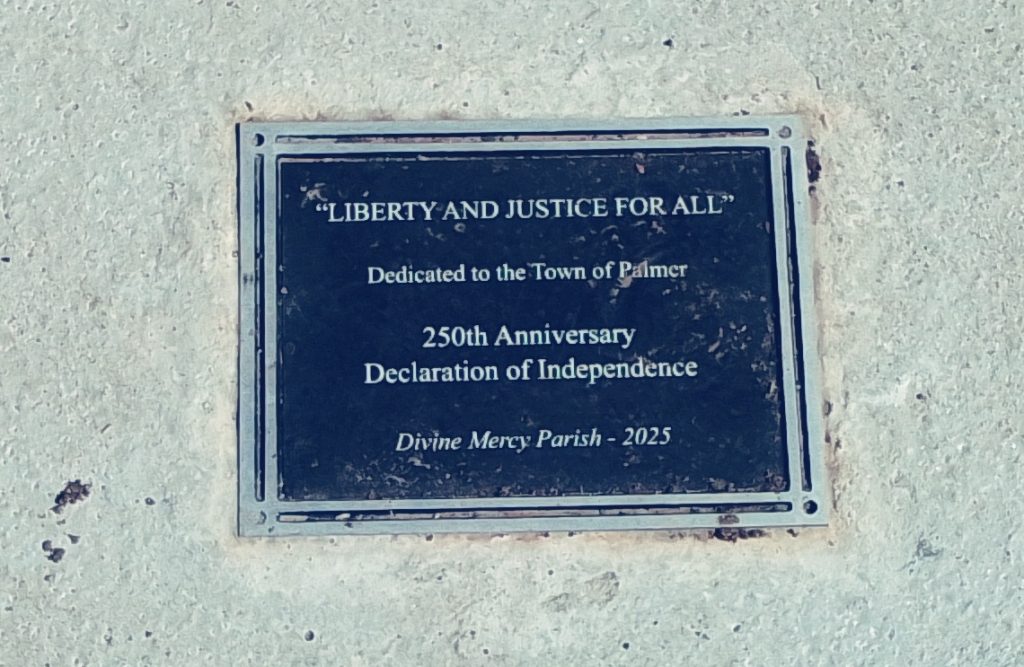 “LIBERTY AND JUSTICE FOR ALL”
Dedicated to the Town of Palmer
250th Anniversary
Declaration of Independence
Divine Mercy Parish - 2025